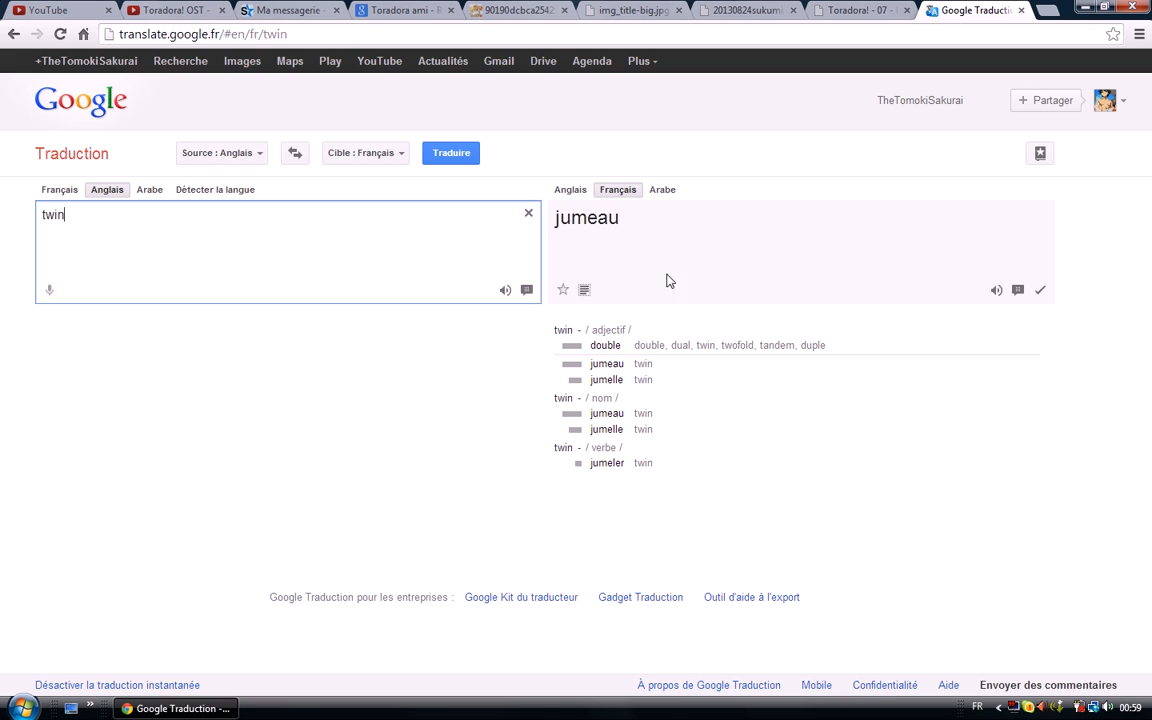 YouTube
Toradora! OST -
Ma messagerie -
Toradora ami - R
90190dcbca2542
img_title-big.jpg
20130824sukum
Toradora! - 07 -
Google Traduction
translate.google.fr/#en/fr/twin
+TheTomokiSakurai Recherche Images Maps Play YouTube Actualités Gmail Drive Agenda Plus
Google
TheTomokiSakurai
+ Partager
Traduction
Source : Anglais
Cible : Français
Traduire
Français Anglais Arabe Détecter la langue
Anglais Français Arabe
twin
jumeau
twin - / adjectif /
double double, dual, twin, twofold, tandem, duple
jumeau twin
jumelle twin
twin - / nom /
jumeau twin
jumelle twin
twin - / verbe /
jumeler twin
Google Traduction pour les entreprises : Google Kit du traducteur Gadget Traduction Outil d'aide à l'export
Désactiver la traduction instantanée
À propos de Google Traduction Mobile Confidentialité Aide Envoyer des commentaires
Google Traduction -...
FR
00:59